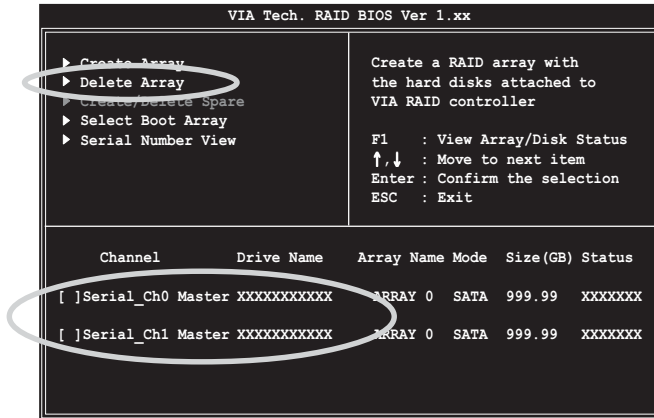 VIA Tech. RAID BIOS Ver 1.xx
Create Array
Delete Array
Create/Delete Spare
Select Boot Array
Serial Number View
Create a RAID array with
the hard disks attached to
VIA RAID controller
F1 : View Array/Disk Status
↑,↓ : Move to next item
Enter : Confirm the selection
ESC : Exit
Channel Drive Name Array Name Mode Size(GB) Status
[ ]Serial_Ch0 Master XXXXXXXXXXX ARRAY 0 SATA 999.99 XXXXXXX
[ ]Serial_Ch1 Master XXXXXXXXXXX ARRAY 0 SATA 999.99 XXXXXXX